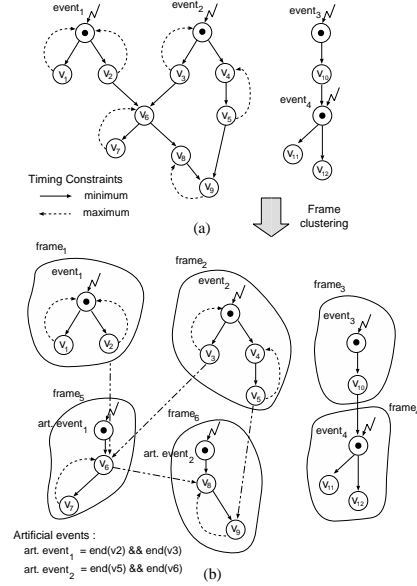 event1
event2
event3
V1
V2
V3
V4
V10
event4
V6
V5
V7
V8
V11
V12
V9
Timing Constraints
minimum
maximum
(a)
Frame
clustering
frame1
event1
V1
V2
frame2
event2
V3
V4
V5
frame3
event3
V10
frame5
art. event1
V6
V7
frame6
art. event2
V8
V9
frame
event4
V11
V12
Artificial events :
art. event1 = end(v2) && end(v3)
art. event2 = end(v5) && end(v6)
(b)